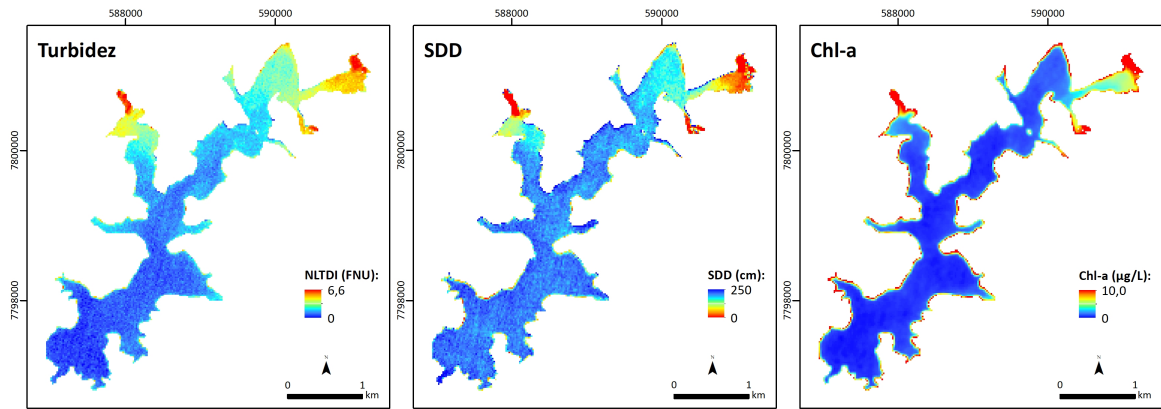 588000 590000 588000 590000 588000 590000
Turbidez SDD Chl-a
7800000 7800000 7800000
NLTDI (FNU): SDD (cm): Chl-a (µg/L):
6,6 250 10,0
0 0 0
7798000 7798000 7798000
N N N
0 1 0 1 0 1
km km km